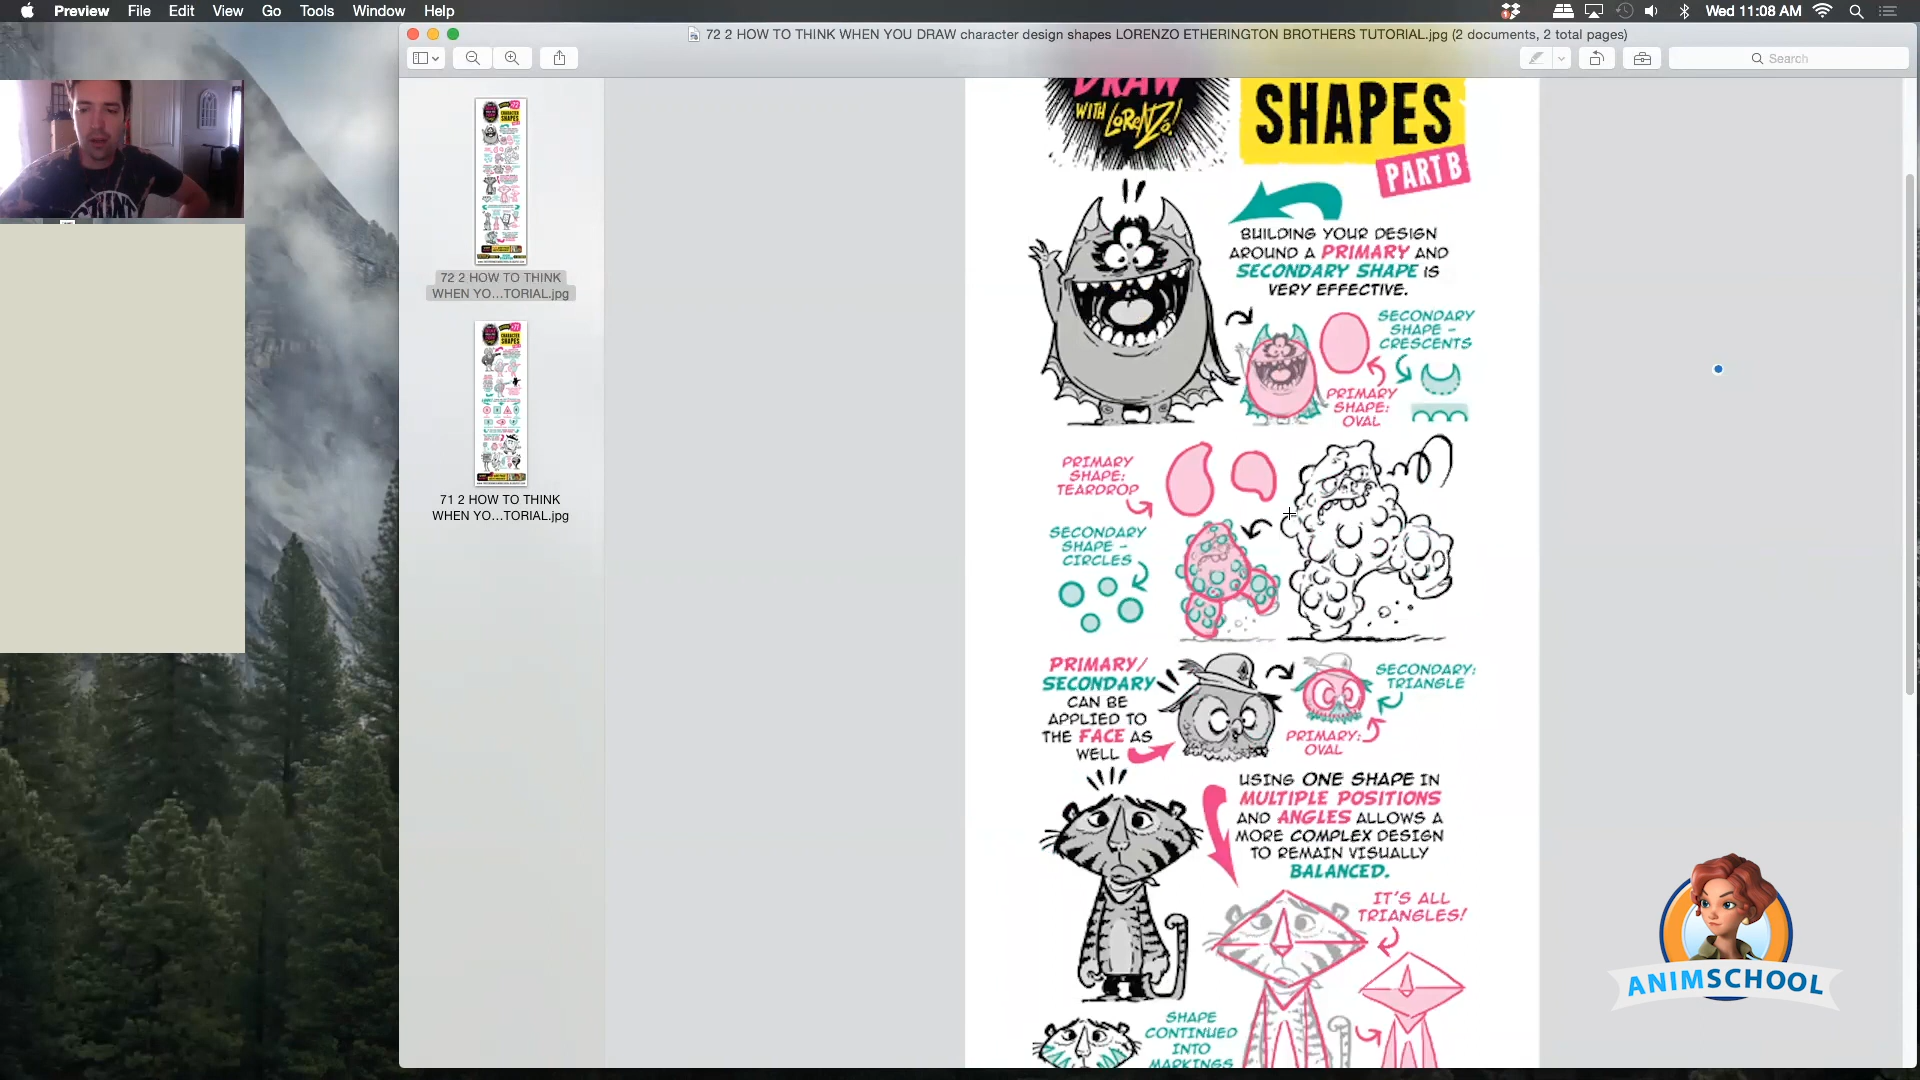 Preview File Edit View Go Tools Window Help
Wed 11:08 AM
72 2 HOW TO THINK WHEN YOU DRAW character design shapes LORENZO ETHERINGTON BROTHERS TUTORIAL.jpg (2 documents, 2 total pages)
Search
72 2 HOW TO THINK
WHEN YO...TORIAL.jpg
71 2 HOW TO THINK
WHEN YO...TORIAL.jpg
DRAW
WITH LORENZO!
SHAPES
PART B
BUILDING YOUR DESIGN
AROUND A PRIMARY AND
SECONDARY SHAPE IS
VERY EFFECTIVE.
SECONDARY
SHAPE –
CRESCENTS
PRIMARY
SHAPE:
OVAL
PRIMARY
SHAPE:
TEARDROP
SECONDARY
SHAPE –
CIRCLES
PRIMARY/
SECONDARY
CAN BE
APPLIED TO
THE FACE AS
WELL
SECONDARY:
TRIANGLE
PRIMARY:
OVAL
USING ONE SHAPE IN
MULTIPLE POSITIONS
AND ANGLES ALLOWS A
MORE COMPLEX DESIGN
TO REMAIN VISUALLY
BALANCED.
IT'S ALL
TRIANGLES!
SHAPE
CONTINUED
INTO
MARKINGS
ANIMSCHOOL